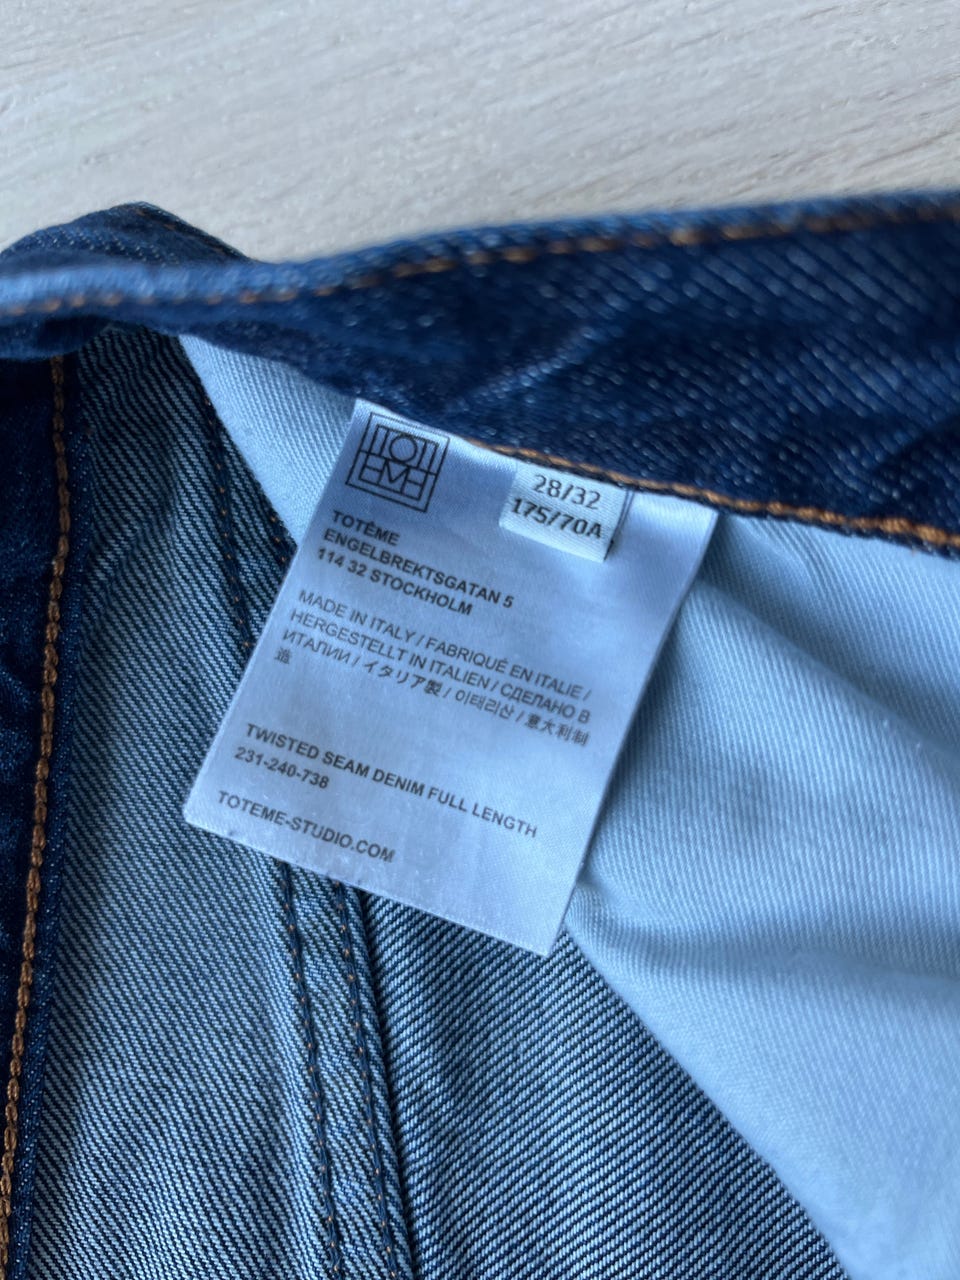 TOTEME
28/32
175/70A
TOTÊME
ENGELBREKTSGATAN 5
114 32 STOCKHOLM
MADE IN ITALY / FABRIQUÉ EN ITALIE /
HERGESTELLT IN ITALIEN / СДЕЛАНО В
ИТАЛИИ / イタリア製 / 이태리산 / 意大利制
造
TWISTED SEAM DENIM FULL LENGTH
231-240-738
TOTEME-STUDIO.COM